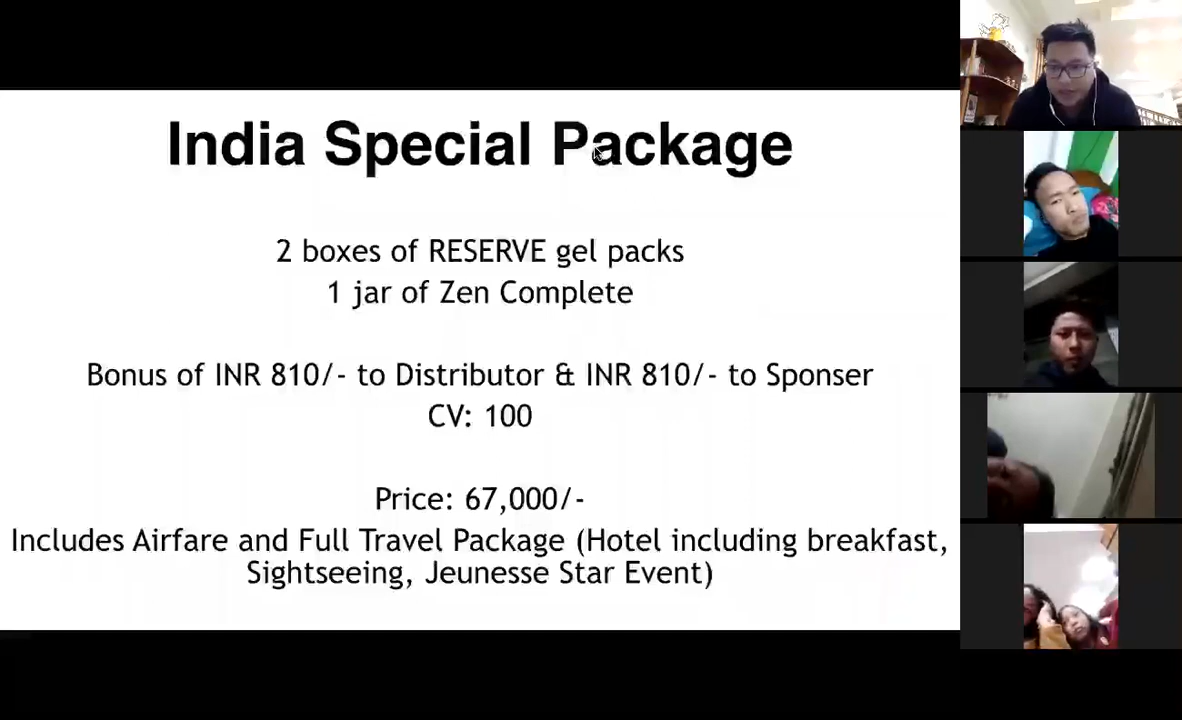 India Special Package
2 boxes of RESERVE gel packs
1 jar of Zen Complete
Bonus of INR 810/- to Distributor & INR 810/- to Sponser
CV: 100
Price: 67,000/-
Includes Airfare and Full Travel Package (Hotel including breakfast,
Sightseeing, Jeunesse Star Event)